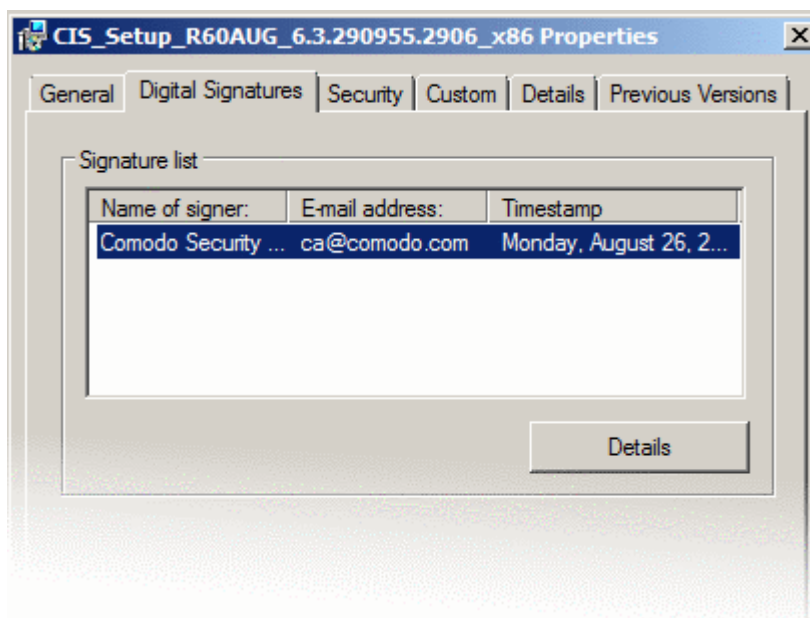 CIS_Setup_R60AUG_6.3.290955.2906_x86 Properties
General Digital Signatures Security Custom Details Previous Versions
Signature list
Name of signer: E-mail address: Timestamp
Comodo Security ... ca@comodo.com Monday, August 26, 2...
Details